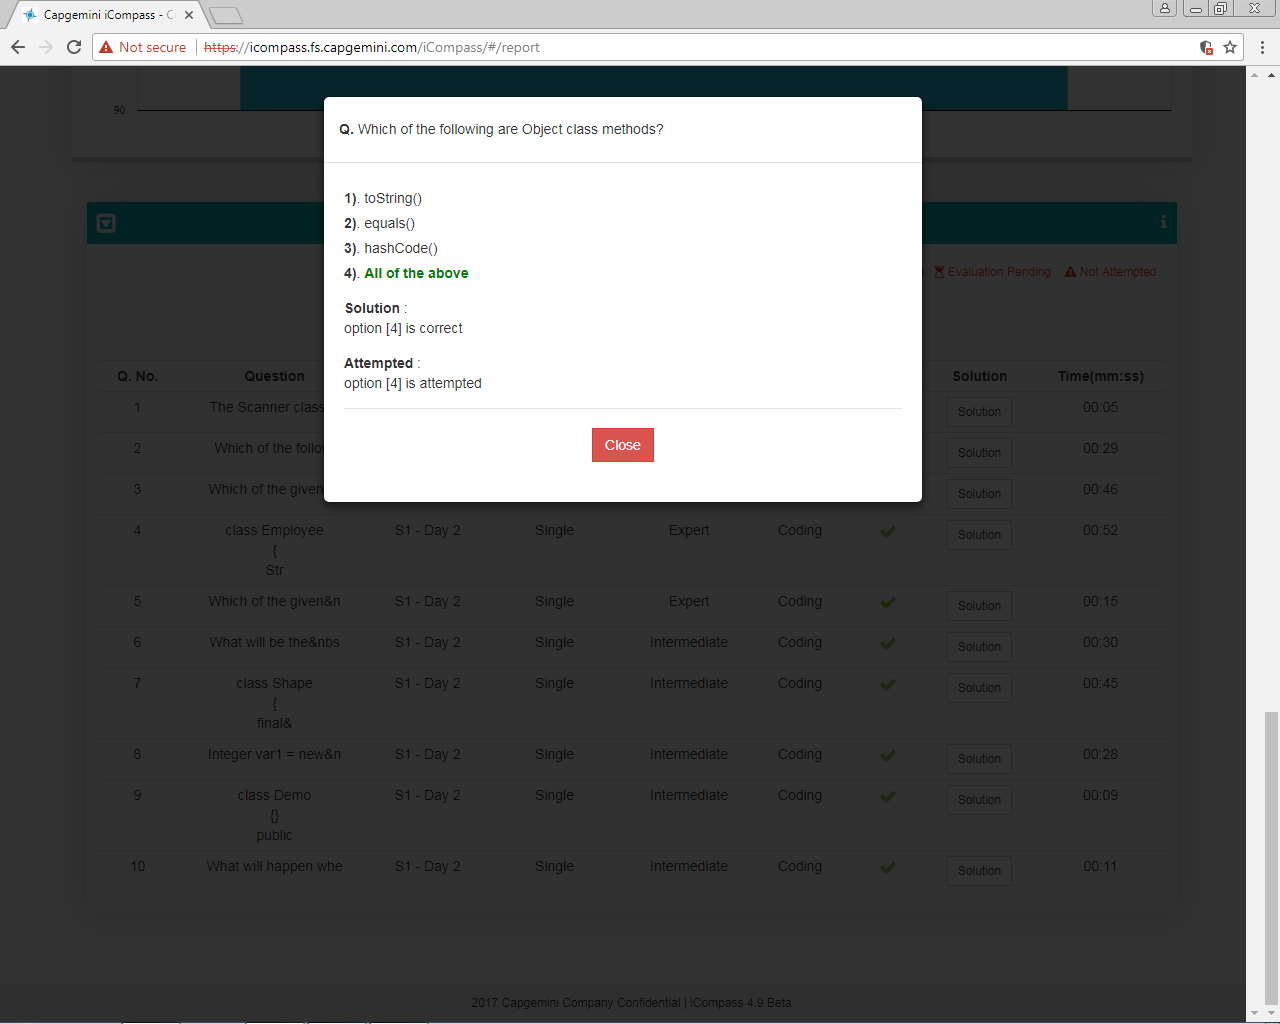 Capgemini iCompass - C
Not secure
https://icompass.fs.capgemini.com/iCompass/#/report
90
Q. Which of the following are Object class methods?
1). toString()
2). equals()
3). hashCode()
4). All of the above
Solution :
option [4] is correct
Attempted :
option [4] is attempted
Close
Evaluation Pending Not Attempted
Q. No. Question Solution Time(mm:ss)
1 The Scanner class Solution 00:05
2 Which of the follo Solution 00:29
3 Which of the given Solution 00:46
4 class Employee S1 - Day 2 Single Expert Coding Solution 00:52
{
Str
5 Which of the given&n S1 - Day 2 Single Expert Coding Solution 00:15
6 What will be the&nbs S1 - Day 2 Single Intermediate Coding Solution 00:30
7 class Shape S1 - Day 2 Single Intermediate Coding Solution 00:45
{
final&
8 Integer var1 = new&n S1 - Day 2 Single Intermediate Coding Solution 00:28
9 class Demo S1 - Day 2 Single Intermediate Coding Solution 00:09
{}
public
10 What will happen whe S1 - Day 2 Single Intermediate Coding Solution 00:11
2017 Capgemini Company Confidential | iCompass 4.9 Beta